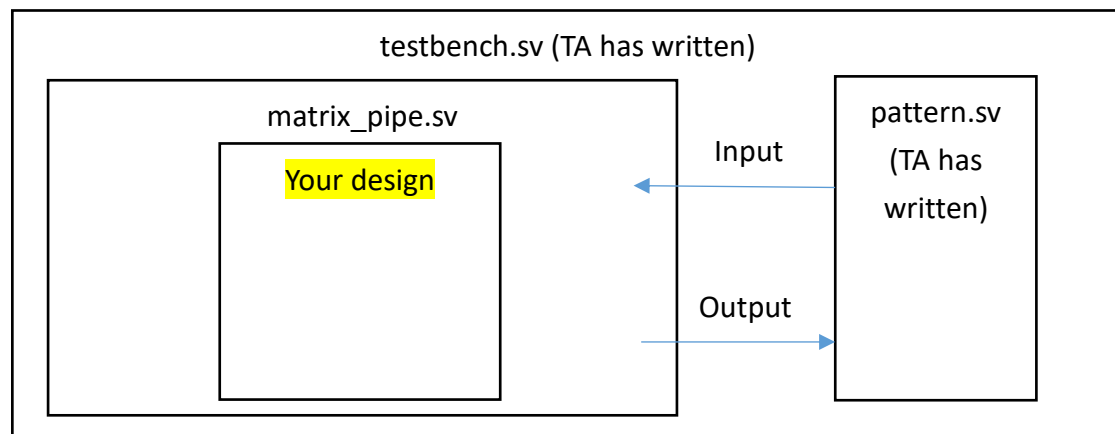 testbench.sv (TA has written)
matrix_pipe.sv
Your design
Input
Output
pattern.sv
(TA has
written)